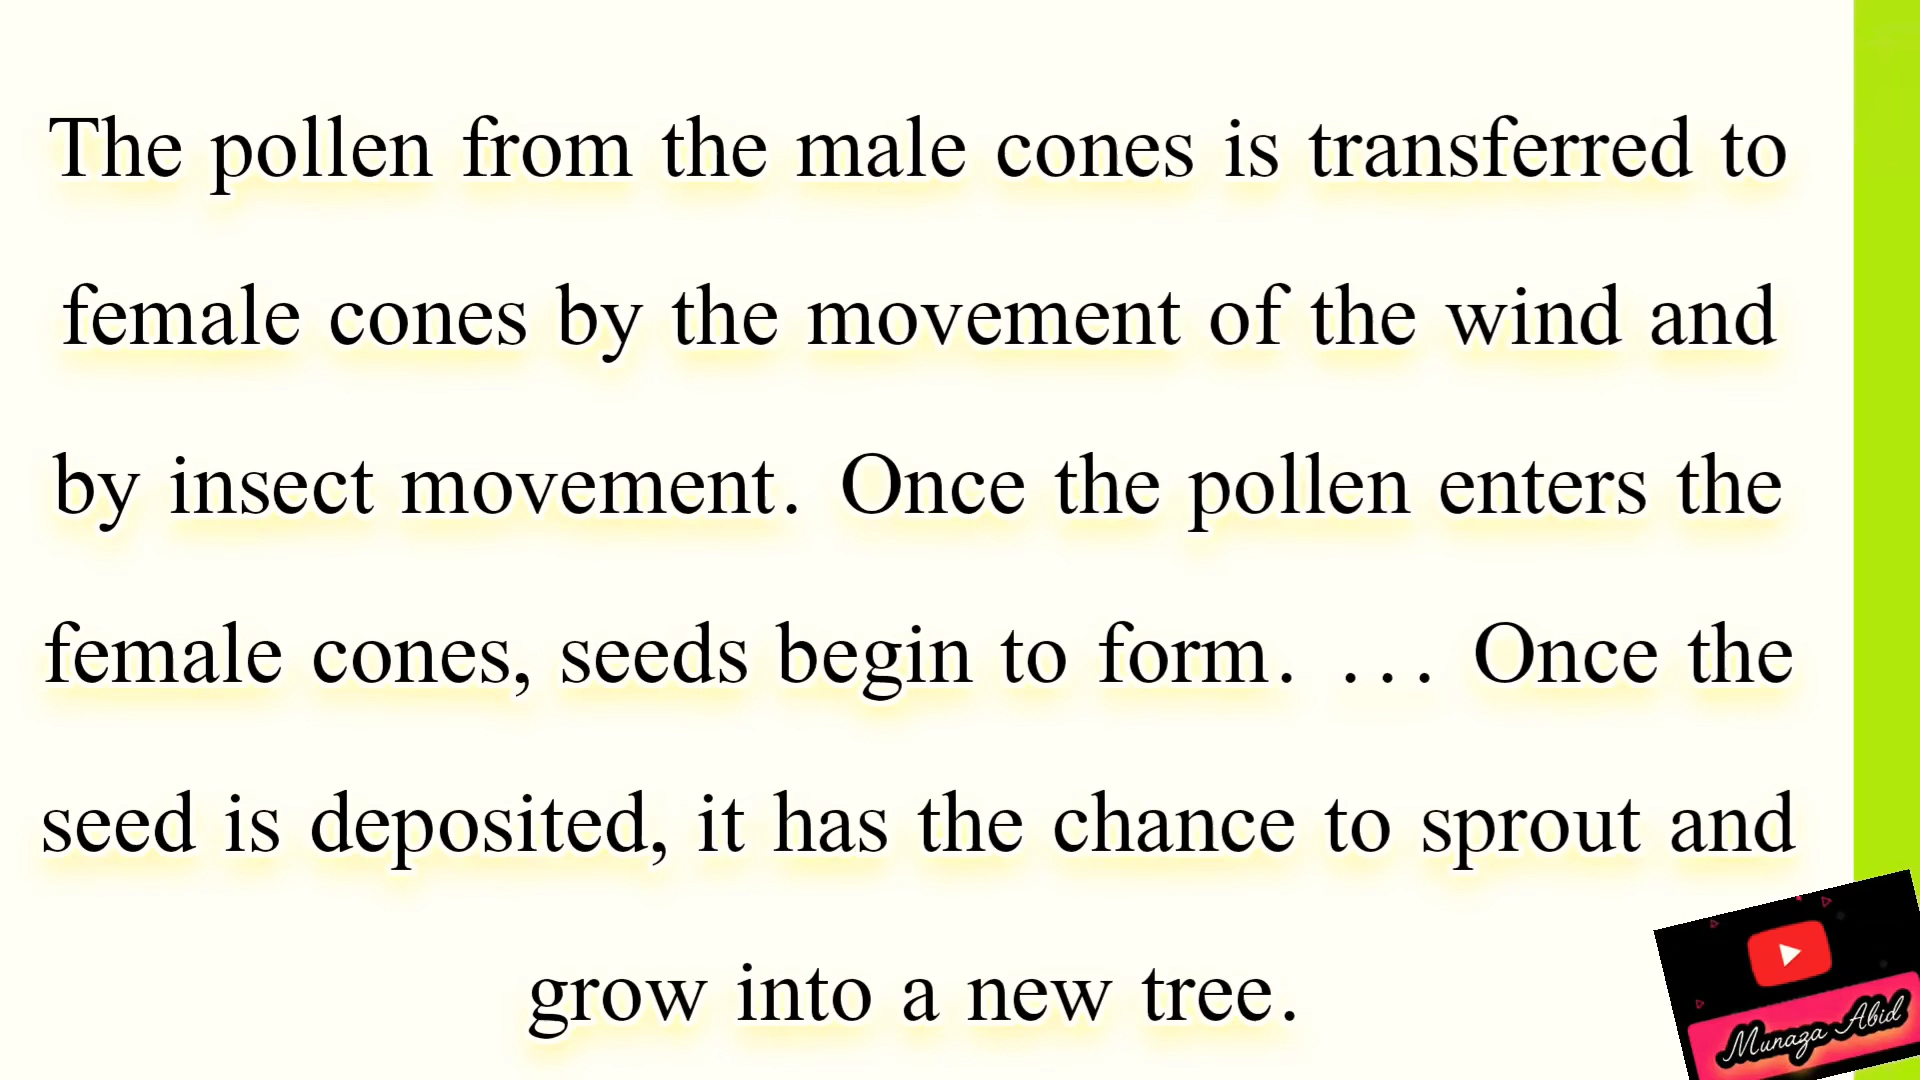 The pollen from the male cones is transferred to
female cones by the movement of the wind and
by insect movement. Once the pollen enters the
female cones, seeds begin to form. ... Once the
seed is deposited, it has the chance to sprout and
grow into a new tree.
Munaza Abid